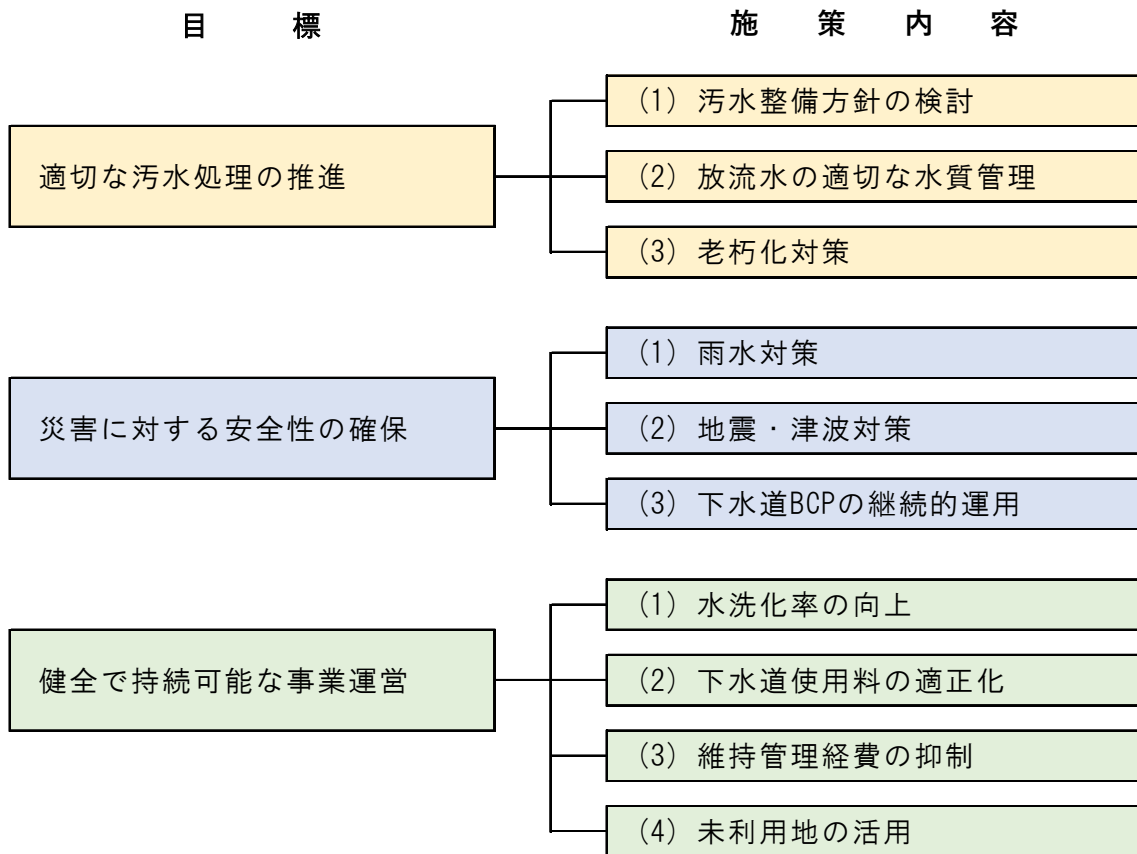 目標 施策内容
適切な汚水処理の推進
(1) 汚水整備方針の検討
(2) 放流水の適切な水質管理
(3) 老朽化対策
災害に対する安全性の確保
(1) 雨水対策
(2) 地震・津波対策
(3) 下水道BCPの継続的運用
健全で持続可能な事業運営
(1) 水洗化率の向上
(2) 下水道使用料の適正化
(3) 維持管理経費の抑制
(4) 未利用地の活用